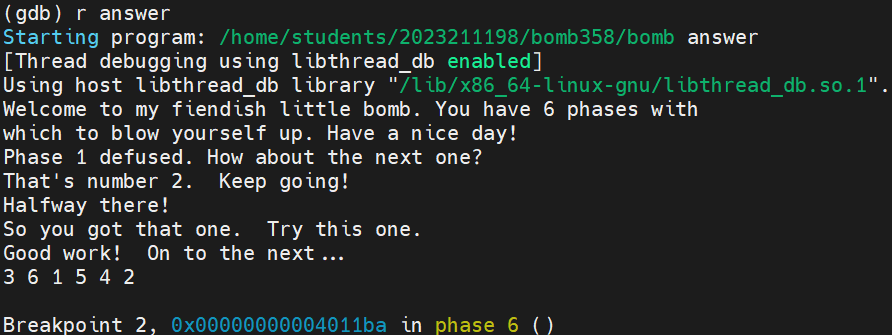 (gdb) r answer
Starting program: /home/students/2023211198/bomb358/bomb answer
[Thread debugging using libthread_db enabled]
Using host libthread_db library "/lib/x86_64-linux-gnu/libthread_db.so.1".
Welcome to my fiendish little bomb. You have 6 phases with
which to blow yourself up. Have a nice day!
Phase 1 defused. How about the next one?
That's number 2.  Keep going!
Halfway there!
So you got that one.  Try this one.
Good work!  On to the next...
3 6 1 5 4 2
Breakpoint 2, 0x00000000004011ba in phase 6 ()